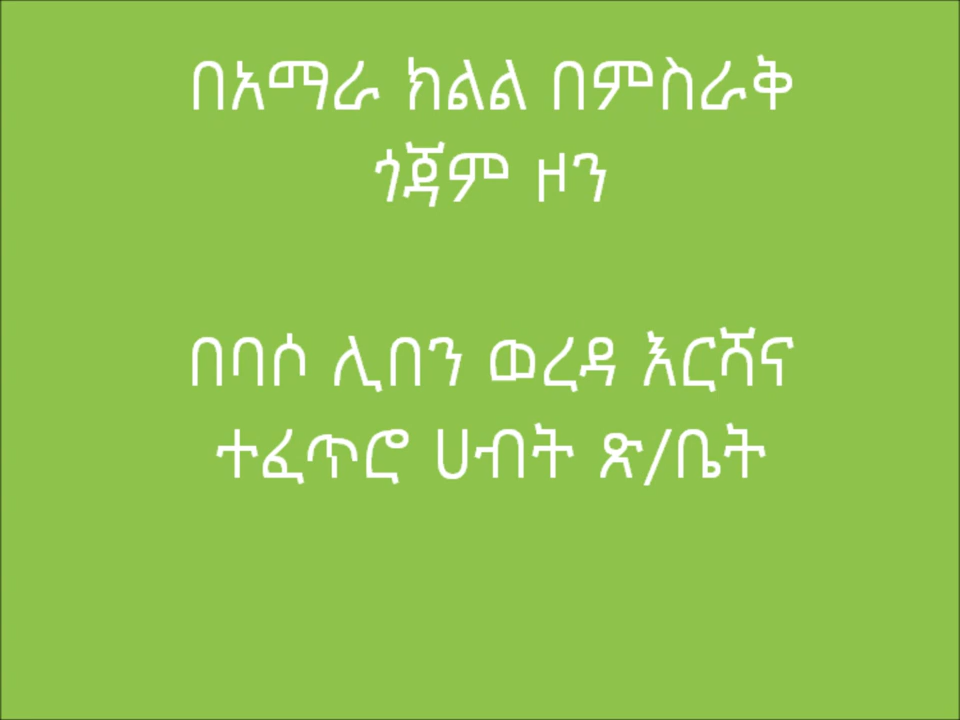 በአማራ ክልል በምስራቅ
ጎጃም ዞን
በባሶ ሊበን ወረዳ እርሻና
ተፈጥሮ ሀብት ጽ/ቤት